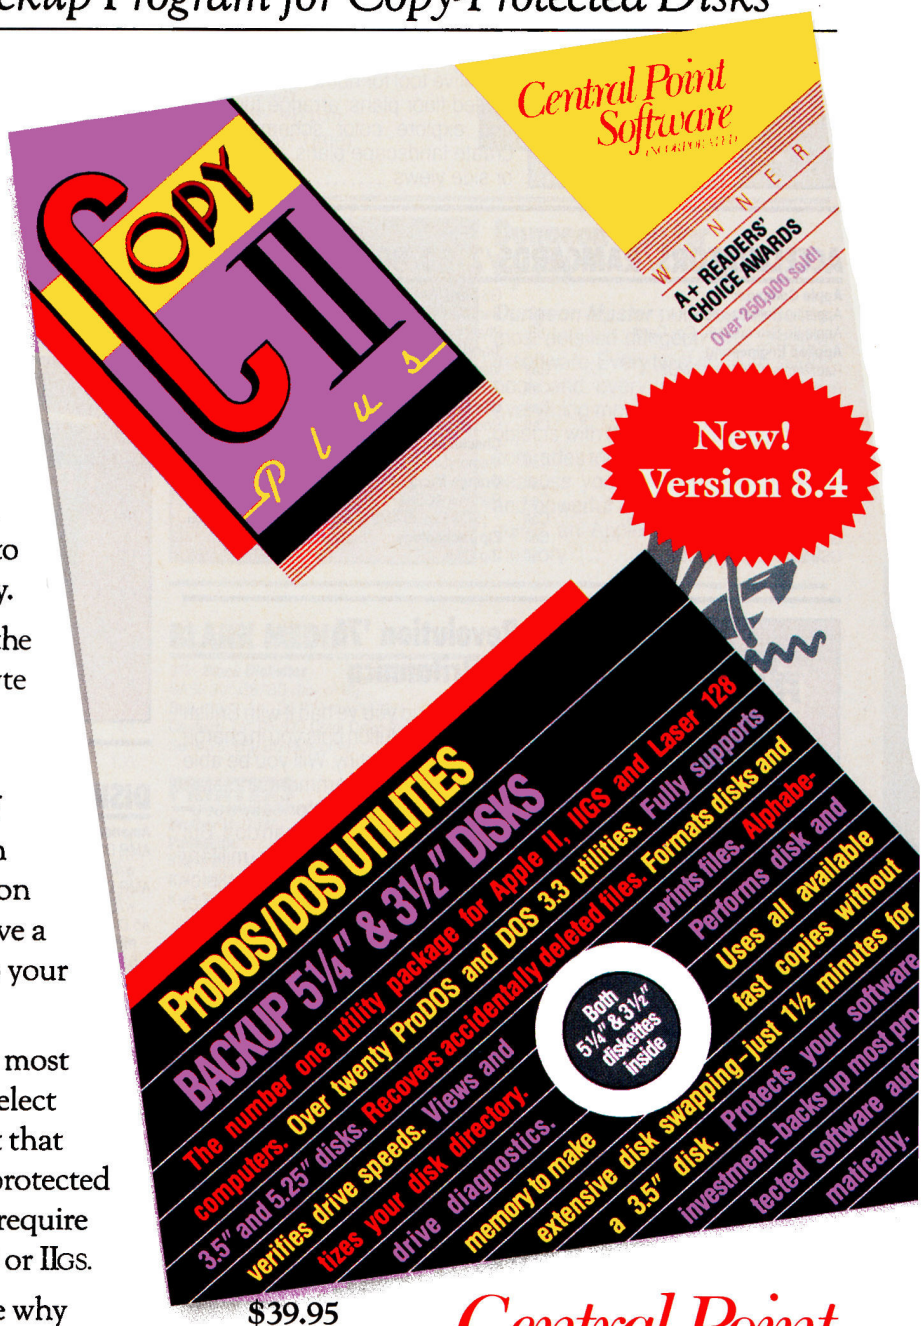 ckup Program for Copy-Protected Disks
Central Point
Software
INCORPORATED
WINNER
A+ READERS'
CHOICE AWARDS
Over 250,000 sold!
COPY
II
Plus
New!
Version 8.4
to
y.
the
yte
n
on
ve a
your
most
elect
t that
protected
require
or IIGS.
e why
ProDOS/DOS UTILITIES
BACKUP 5¼" & 3½" DISKS
The number one utility package for Apple II, IIGS and Laser 128
computers. Over twenty ProDOS and DOS 3.3 utilities. Fully supports
3.5" and 5.25" disks. Recovers accidentally deleted files. Formats disks and
verifies drive speeds. Views and prints files. Alphabe-
tizes your disk directory. Performs disk and
drive diagnostics. Uses all available
memory to make fast copies without
extensive disk swapping–just 1½ minutes for
a 3.5" disk. Protects your software
investment–backs up most pro
tected software auto
matically.
Both
5¼" & 3½"
diskettes
inside
$39.95
Central Point